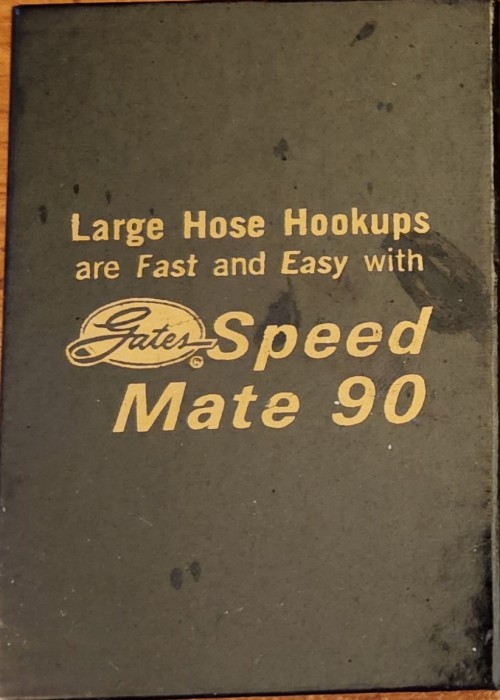 Large Hose Hookups
are Fast and Easy with
Gates® Speed
Mate 90